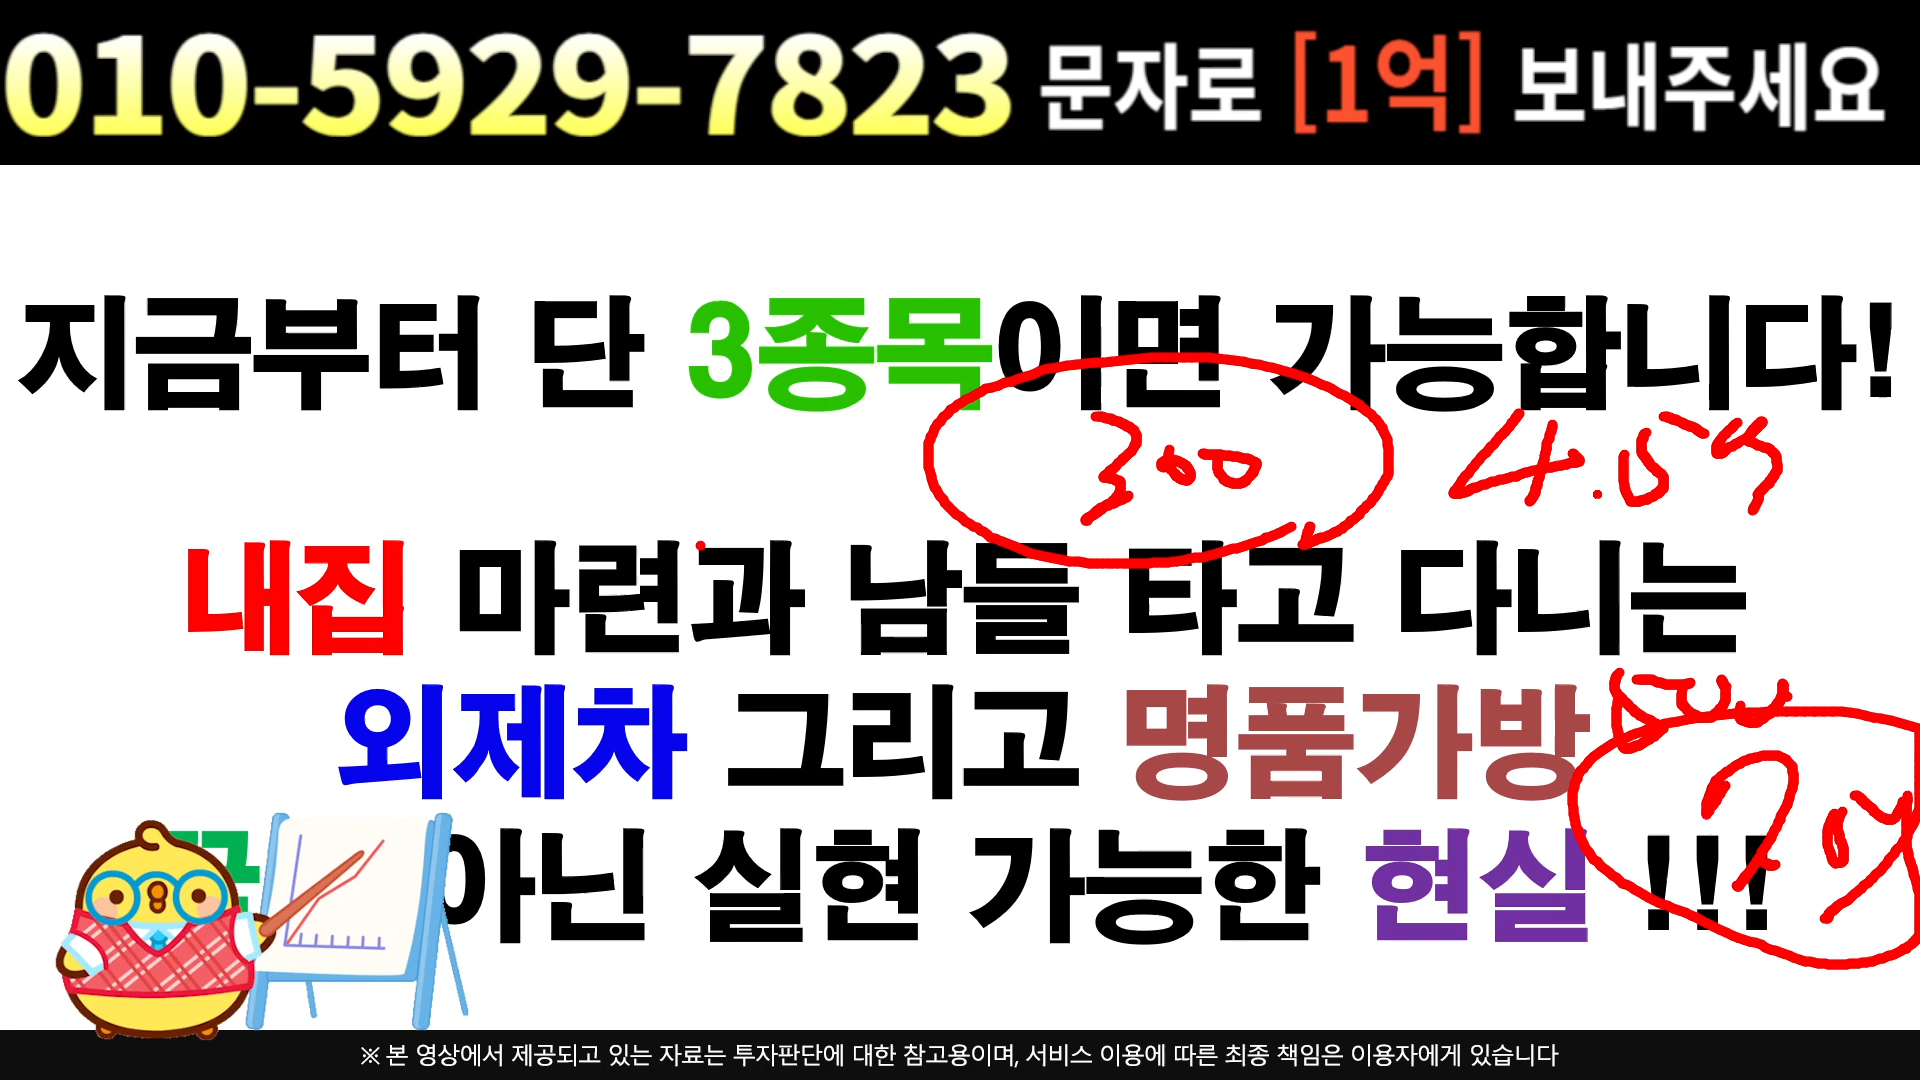 010-5929-7823 문자로 [1억] 보내주세요
지금부터 단 3종목이면 가능합니다!
300
4.5억
내집 마련과 남들 타고 다니는
외제차 그리고 명품가방
500
아닌 실현 가능한 현실 !!!
※ 본 영상에서 제공되고 있는 자료는 투자판단에 대한 참고용이며, 서비스 이용에 따른 최종 책임은 이용자에게 있습니다